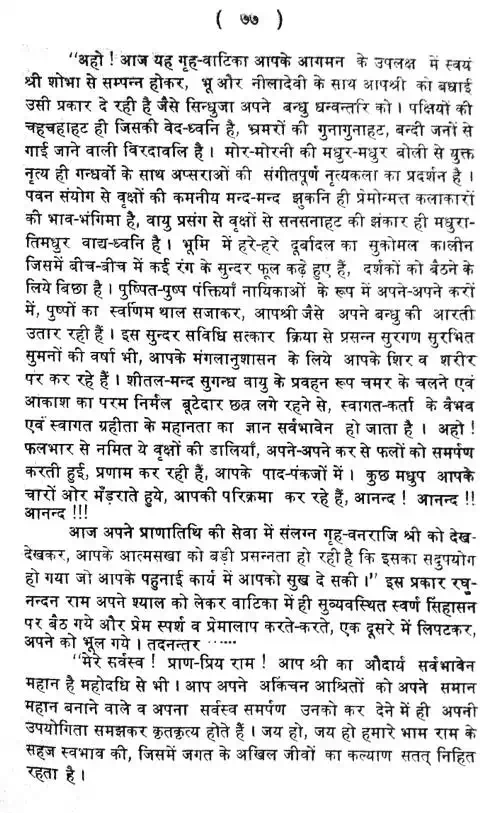 ( ७७ )
“अहो ! आज यह गृह-वाटिका आपके आगमन के उपलक्ष में स्वयं
श्री शोभा से सम्पन्न होकर, भू और नीलादेवी के साथ आपश्री को बधाई
उसी प्रकार दे रही है जैसे सिन्धुजा अपने बन्धु धन्वन्तरि को । पक्षियों की
चहचहाहट ही जिसकी वेद-ध्वनि है, भ्रमरों की गुनागुनाहट, बन्दी जनों से
गाई जाने वाली विरदावलि है । मोर-मोरनी की मधुर-मधुर बोली से युक्त
नृत्य ही गन्धर्वो के साथ अप्सराओं की संगीतपूर्ण नृत्यकला का प्रदर्शन है ।
पवन संयोग से वृक्षों की कमनीय मन्द-मन्द झुकनि ही प्रेमोन्मत्त कलाकारों
की भाव-भंगिमा है, वायु प्रसंग से वृक्षों से सनसनाहट की झंकार ही मधुरा-
तिमधुर वाद्य-ध्वनि है । भूमि में हरे-हरे दूर्बादल का सुकोमल कालीन
जिसमें बीच-बीच में कई रंग के सुन्दर फूल कढ़े हुए हैं, दर्शकों को बैठने के
लिये बिछा है । पुष्पित-पुष्प पंक्तियाँ नायिकाओं के रूप में अपने-अपने करों
में, पुष्पों का स्वर्णिम थाल सजाकर, आपश्री जैसे अपने बन्धु की आरती
उतार रही हैं । इस सुन्दर सविधि सत्कार क्रिया से प्रसन्न सुरगण सुरभित
सुमनों की वर्षा भी, आपके मंगलानुशासन के लिये आपके शिर व शरीर
पर कर रहे हैं । शीतल-मन्द सुगन्ध वायु के प्रवहन रूप चमर के चलने एवं
आकाश का परम निर्मल बूटेदार छत्र लगे रहने से, स्वागत-कर्ता के वैभव
एवं स्वागत ग्रहीता के महानता का ज्ञान सर्वभावेन हो जाता है । अहो !
फलभार से नमित ये वृक्षों की डालियाँ, अपने-अपने कर से फलों को समर्पण
करती हुई, प्रणाम कर रही हैं, आपके पाद-पंकजों में । कुछ मधुप आपके
चारों ओर मँडराते हुये, आपकी परिक्रमा कर रहे हैं, आनन्द ! आनन्द !!
आनन्द !!!
आज अपने प्राणातिथि की सेवा में संलग्न गृह-वनराजि श्री को देख-
देखकर, आपके आत्मसखा को बड़ी प्रसन्नता हो रही है कि इसका सदुपयोग
हो गया जो आपके पहुनाई कार्य में आपको सुख दे सकी ।” इस प्रकार रघु-
नन्दन राम अपने श्याल को लेकर वाटिका में ही सुव्यवस्थित स्वर्ण सिंहासन
पर बैठ गये और प्रेम स्पर्श व प्रेमालाप करते-करते, एक दूसरे में लिपटकर,
अपने को भूल गये । तदनन्तर ......
“मेरे सर्वस्व ! प्राण-प्रिय राम ! आप श्री का औदार्य सर्वभावेन
महान है महोदधि से भी । आप अपने अकिंचन आश्रितों को अपने समान
महान बनाने वाले व अपना सर्वस्व समर्पण उनको कर देने में ही अपनी
उपयोगिता समझकर कृतकृत्य होते हैं । जय हो, जय हो हमारे भाम राम के
सहज स्वभाव की, जिसमें जगत के अखिल जीवों का कल्याण सतत् निहित
रहता है ।